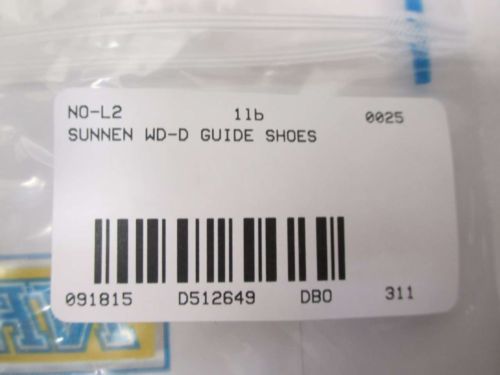 NO-L2 1lb 0025
SUNNEN WD-D GUIDE SHOES
091815 D512649 DBO 311